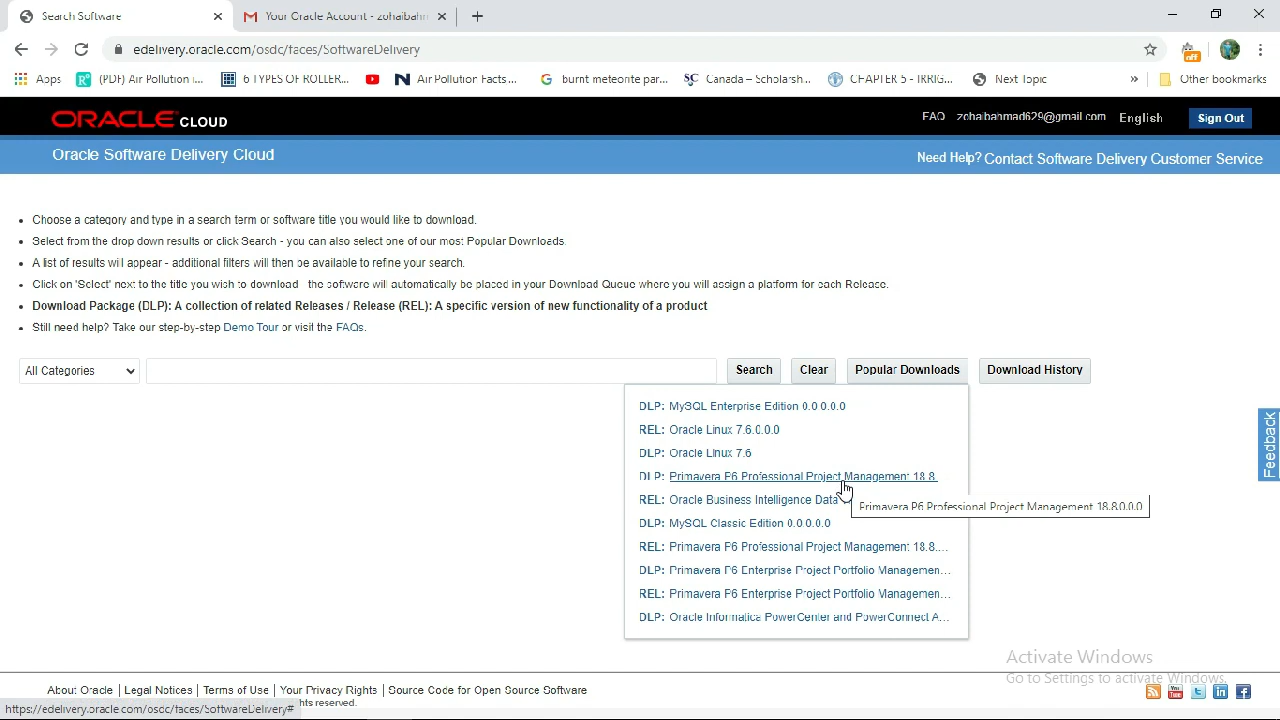 Search Software
Your Oracle Account - zohaibahm
edelivery.oracle.com/osdc/faces/SoftwareDelivery
Apps
(PDF) Air Pollution i...
6 TYPES OF ROLLER...
Air Pollution Facts...
burnt meteorite par...
Canada – Scholarsh...
CHAPTER 5 - IRRIG...
Next Topic
»
Other bookmarks
off
ORACLE CLOUD
FAQ
zohaibahmad629@gmail.com
English
Sign Out
Oracle Software Delivery Cloud
Need Help? Contact Software Delivery Customer Service
• Choose a category and type in a search term or software title you would like to download.
• Select from the drop down results or click Search - you can also select one of our most Popular Downloads.
• A list of results will appear - additional filters will then be available to refine your search.
• Click on 'Select' next to the title you wish to download - the software will automatically be placed in your Download Queue where you will assign a platform for each Release.
• Download Package (DLP): A collection of related Releases / Release (REL): A specific version of new functionality of a product
• Still need help? Take our step-by-step Demo Tour or visit the FAQs.
All Categories
Search
Clear
Popular Downloads
Download History
DLP: MySQL Enterprise Edition 0.0.0.0.0
REL: Oracle Linux 7.6.0.0.0
DLP: Oracle Linux 7.6
DLP: Primavera P6 Professional Project Management 18.8.
REL: Oracle Business Intelligence Data
Primavera P6 Professional Project Management 18.8.0.0.0
DLP: MySQL Classic Edition 0.0.0.0.0
REL: Primavera P6 Professional Project Management 18.8....
DLP: Primavera P6 Enterprise Project Portfolio Managemen...
REL: Primavera P6 Enterprise Project Portfolio Managemen...
DLP: Oracle Informatica PowerCenter and PowerConnect A...
Feedback
Activate Windows
Go to Settings to activate Windows.
About Oracle | Legal Notices | Terms of Use | Your Privacy Rights | Source Code for Open Source Software
https://edelivery.oracle.com/osdc/faces/SoftwareDelivery#
hts reserved.
You Tube